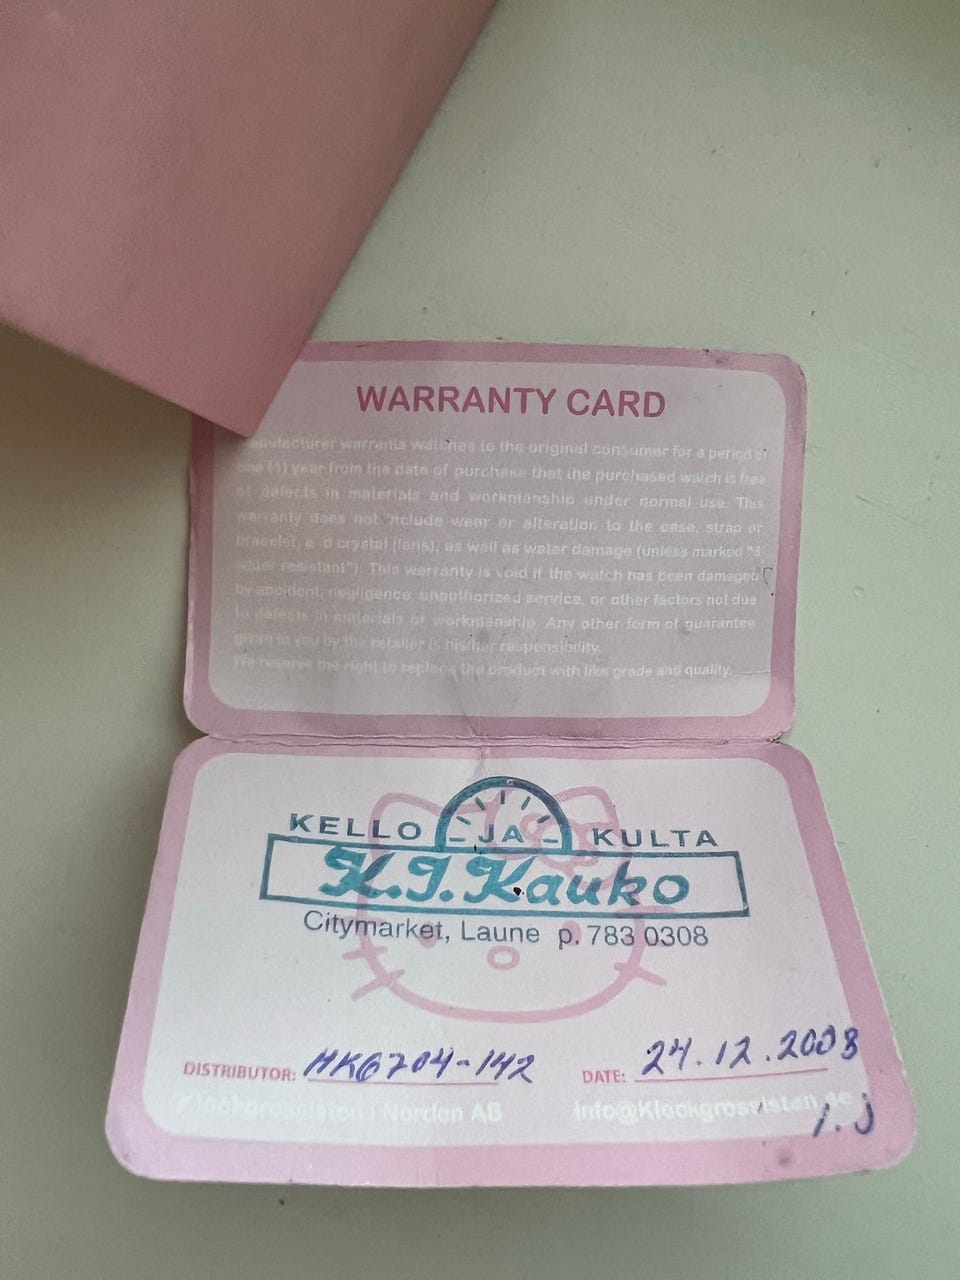 WARRANTY CARD
manufacturer warrants watches to the original consumer for a period of
one (1) year from the date of purchase that the purchased watch is free
of defects in materials and workmanship under normal use. This
warranty does not include wear or alteration to the case, strap or
bracelet, and crystal (lens), as well as water damage (unless marked "3
water resistant"). This warranty is void if the watch has been damaged
by accident, negligence, unauthorized service, or other factors not due
to defects in materials or workmanship. Any other form of guarantee
given to you by the retailer is his/her responsibility.
We reserve the right to replace the product with like grade and quality.
KELLO JA KULTA
K.J.Kauko
Citymarket, Laune p. 783 0308
DISTRIBUTOR: HK6704-142 DATE: 24.12.2008
Klockgrossisten i Norden AB info@Klockgrossisten.se
I.J